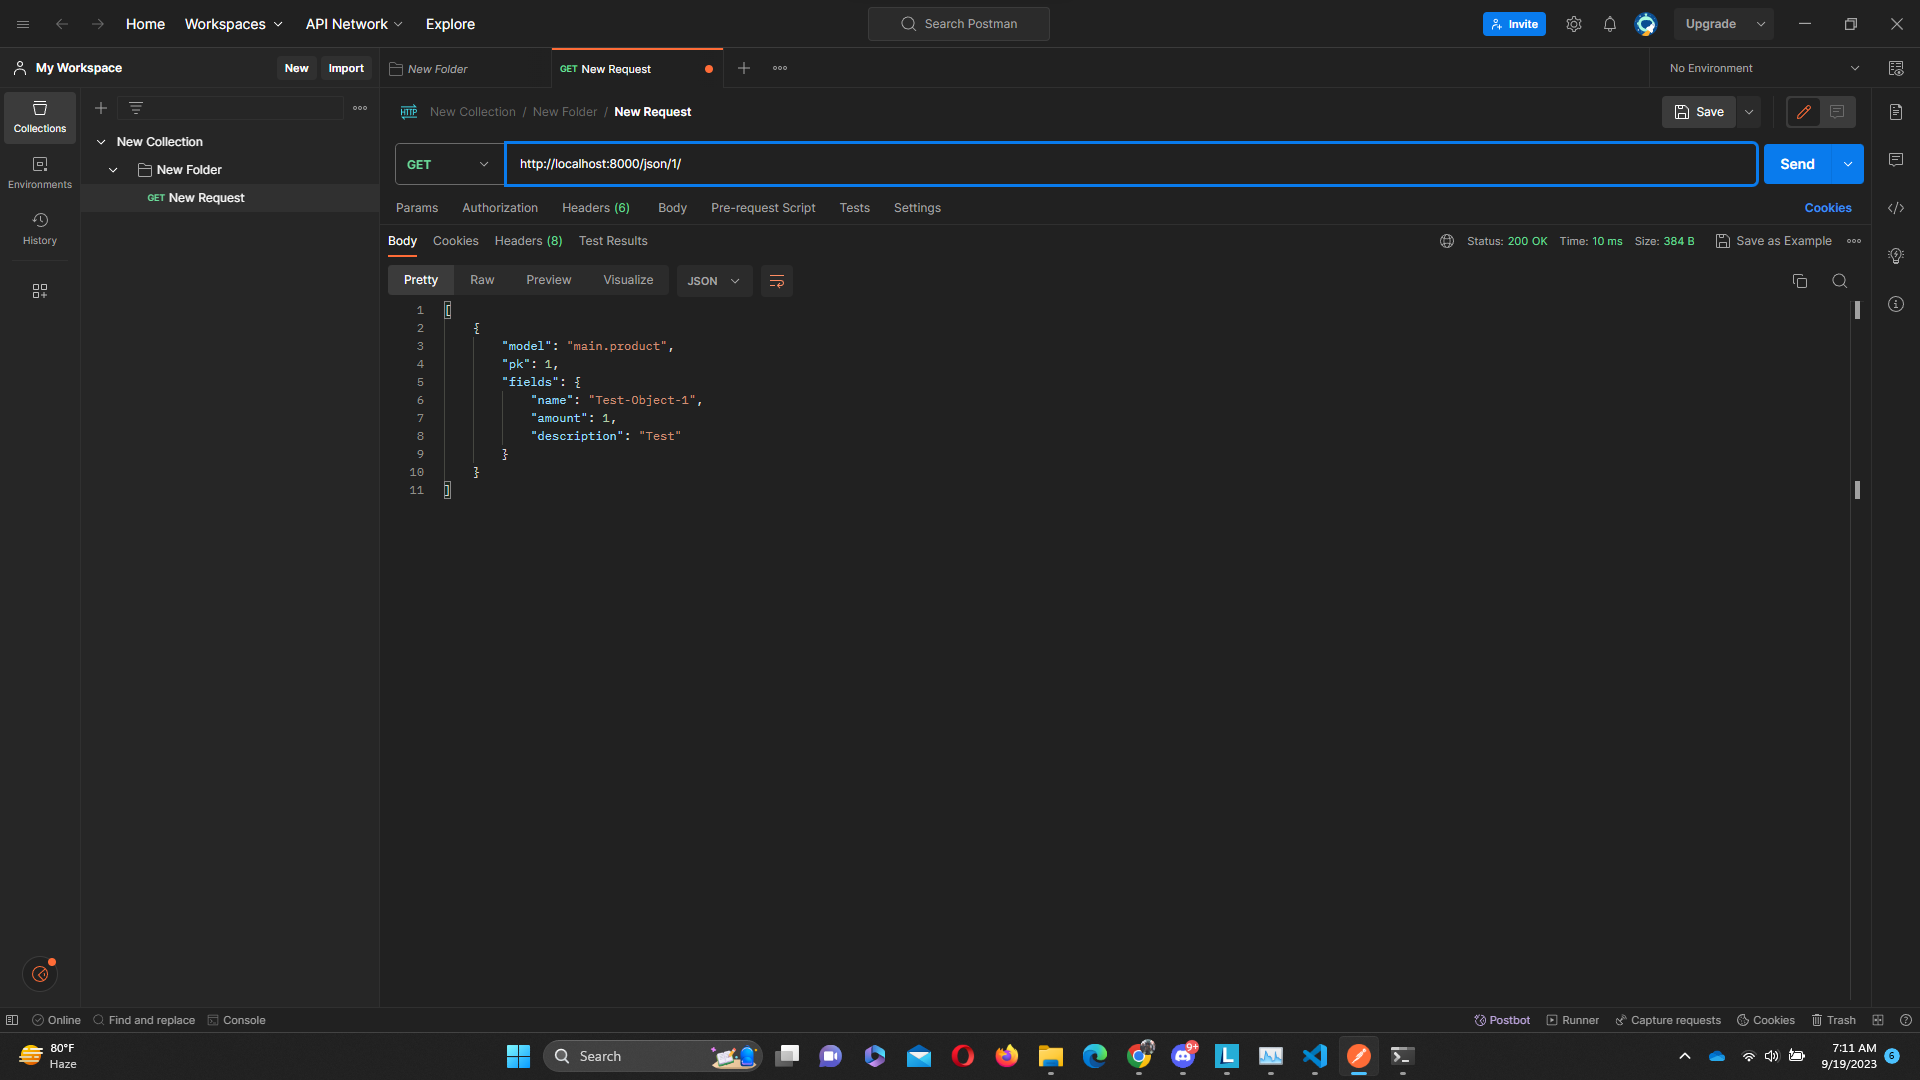 Home Workspaces API Network Explore Search Postman Invite Upgrade
My Workspace New Import New Folder GET New Request No Environment
Collections
Environments
History
New Collection
New Folder
GET New Request
HTTP New Collection / New Folder / New Request Save
GET http://localhost:8000/json/1/ Send
Params Authorization Headers (6) Body Pre-request Script Tests Settings Cookies
Body Cookies Headers (8) Test Results Status: 200 OK Time: 10 ms Size: 384 B Save as Example
Pretty Raw Preview Visualize JSON
1 [
2 {
3 "model": "main.product",
4 "pk": 1,
5 "fields": {
6 "name": "Test-Object-1",
7 "amount": 1,
8 "description": "Test"
9 }
10 }
11 ]
Online Find and replace Console Postbot Runner Capture requests Cookies Trash
80°F
Haze
Search
9+
L
7:11 AM
9/19/2023
6